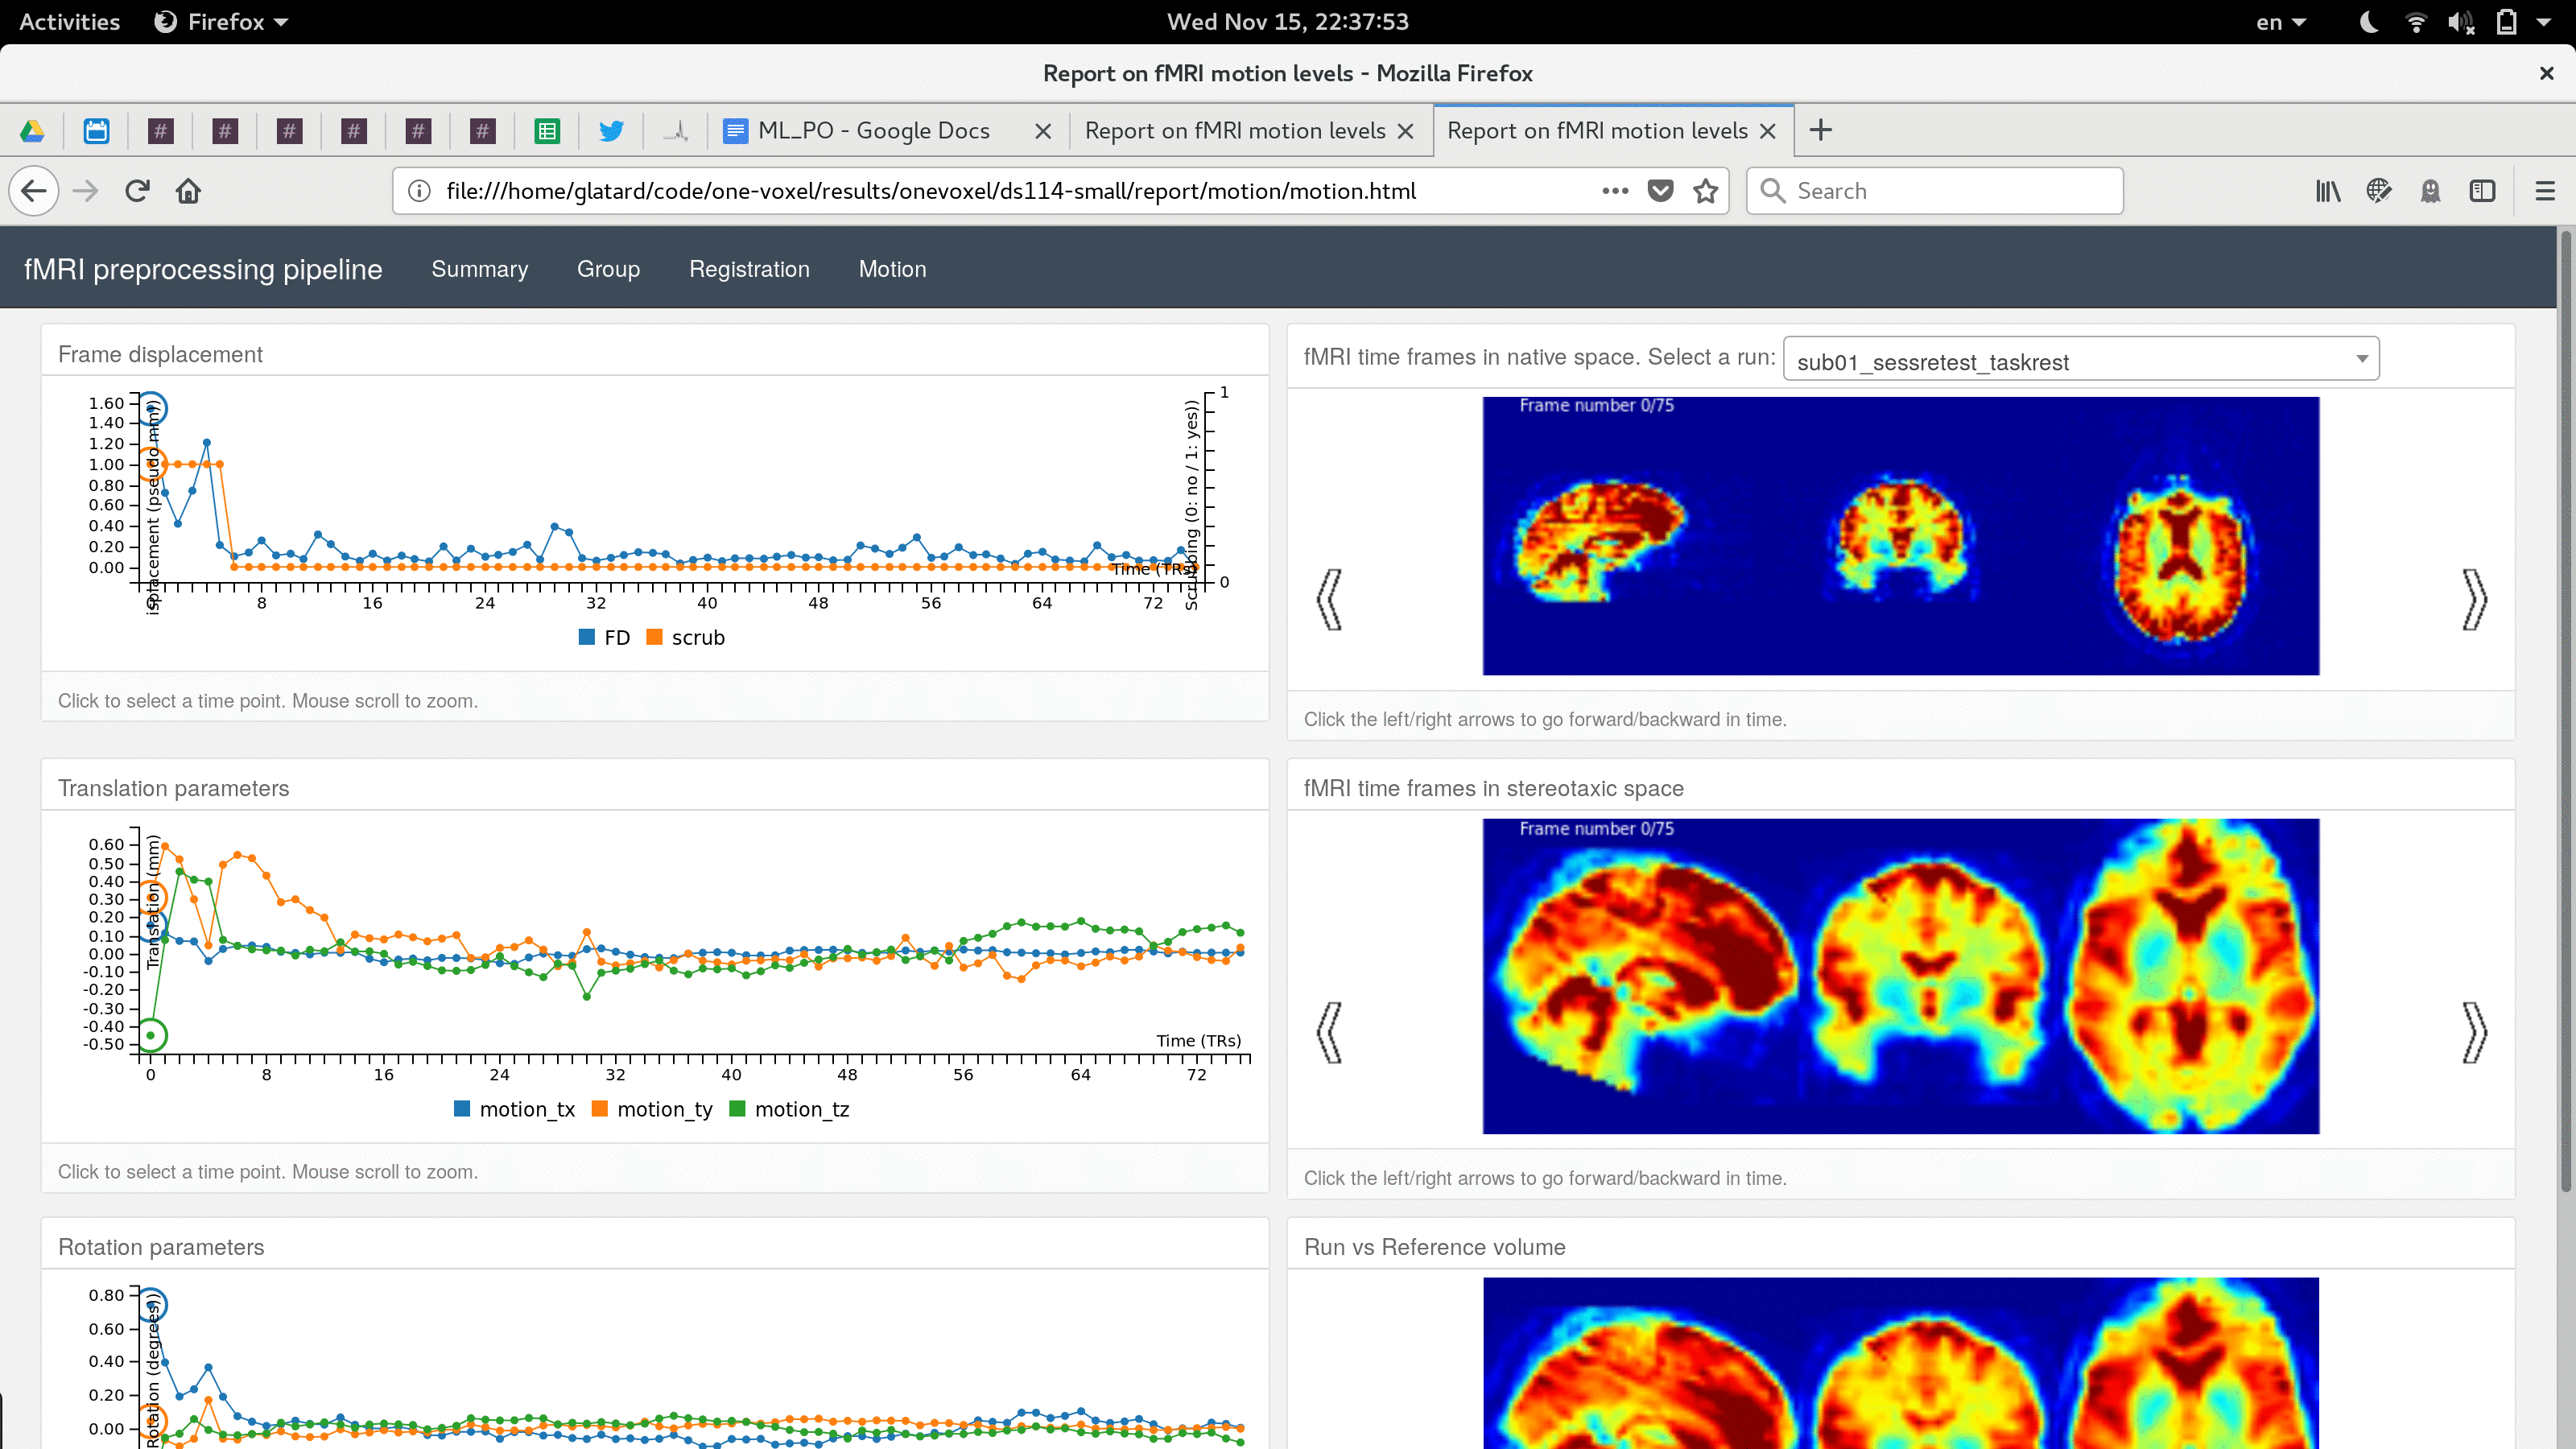 Activities Firefox Wed Nov 15, 22:37:53 en
Report on fMRI motion levels - Mozilla Firefox
# # # # # # ML_PO - Google Docs Report on fMRI motion levels Report on fMRI motion levels
file:///home/glatard/code/one-voxel/results/onevoxel/ds114-small/report/motion/motion.html Search
fMRI preprocessing pipeline Summary Group Registration Motion
Frame displacement
1.60
1.40
1.20
1.00
0.80
0.60
0.40
0.20
0.00
isplacement (pseudo mm))
1
0
Scrubbing (0: no / 1: yes))
Time (TRs)
8 16 24 32 40 48 56 64 72
FD scrub
Click to select a time point. Mouse scroll to zoom.
fMRI time frames in native space. Select a run: sub01_sessretest_taskrest
Frame number 0/75
Click the left/right arrows to go forward/backward in time.
Translation parameters
0.60
0.50
0.40
0.30
0.20
0.10
0.00
-0.10
-0.20
-0.30
-0.40
-0.50
Translation (mm)
Time (TRs)
0 8 16 24 32 40 48 56 64 72
motion_tx motion_ty motion_tz
Click to select a time point. Mouse scroll to zoom.
fMRI time frames in stereotaxic space
Frame number 0/75
Click the left/right arrows to go forward/backward in time.
Rotation parameters
0.80
0.60
0.40
0.20
0.00
Rotation (degrees))
Run vs Reference volume